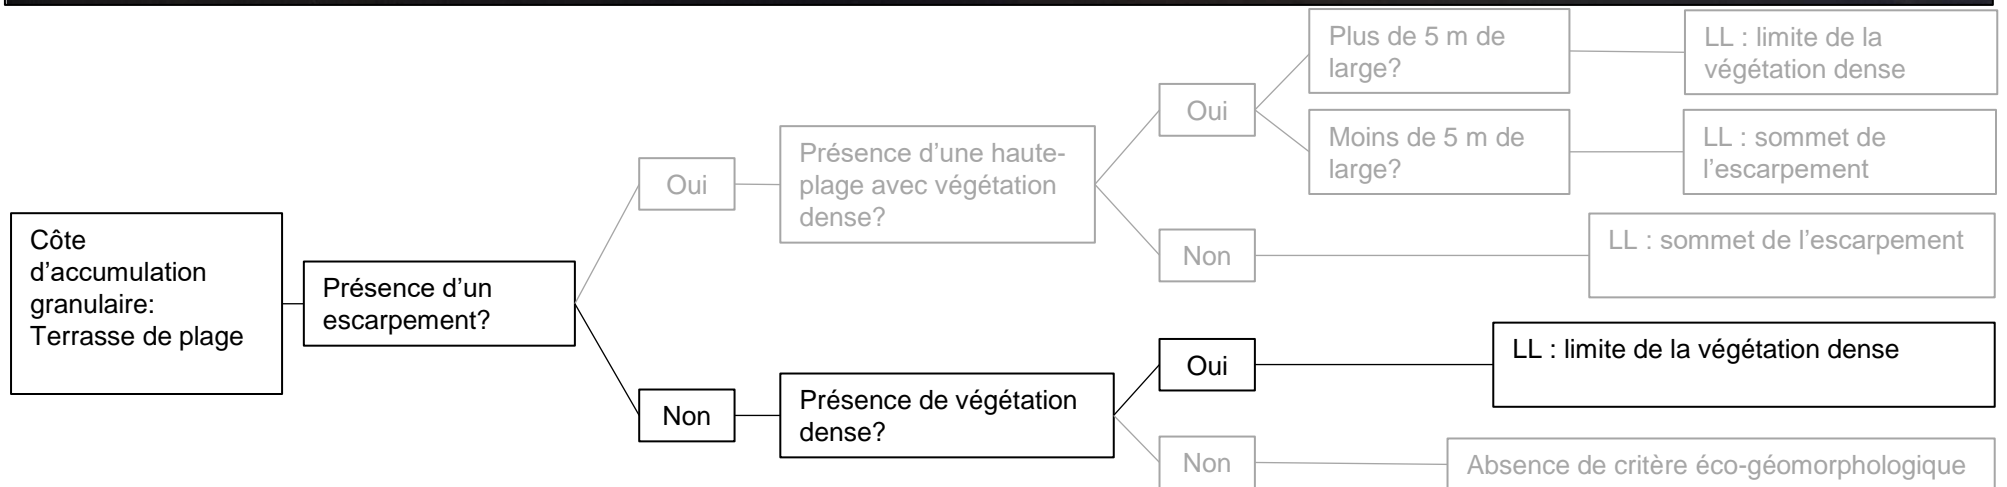 Côte
d’accumulation
granulaire:
Terrasse de plage
Présence d’un
escarpement?
Oui
Présence d’une haute-
plage avec végétation
dense?
Oui
Plus de 5 m de
large?
LL : limite de la
végétation dense
Moins de 5 m de
large?
LL : sommet de
l’escarpement
Non
LL : sommet de l’escarpement
Non
Présence de végétation
dense?
Oui
LL : limite de la végétation dense
Non
Absence de critère éco-géomorphologique